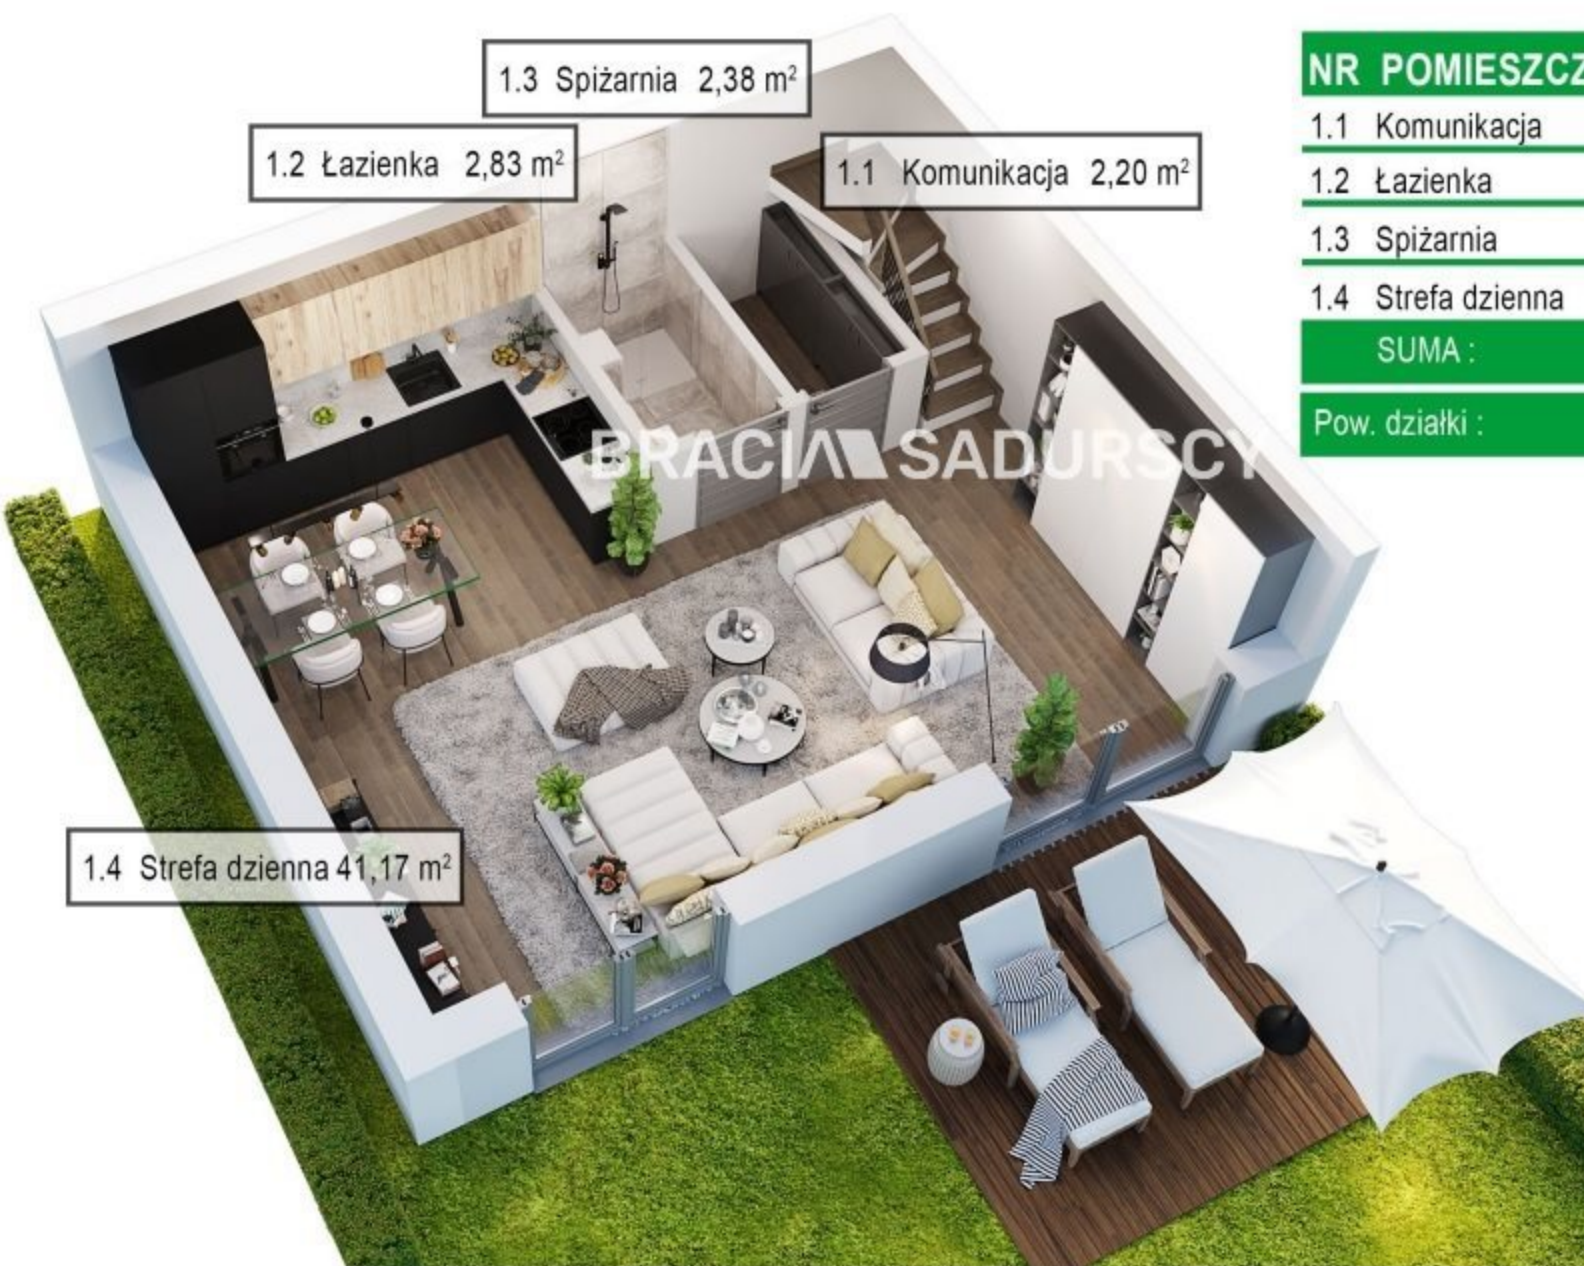 1.3 Spiżarnia 2,38 m²
1.2 Łazienka 2,83 m²
1.1 Komunikacja 2,20 m²
1.4 Strefa dzienna 41,17 m²
BRACIA SADURSCY
NR POMIESZCZ
1.1 Komunikacja
1.2 Łazienka
1.3 Spiżarnia
1.4 Strefa dzienna
SUMA :
Pow. działki :